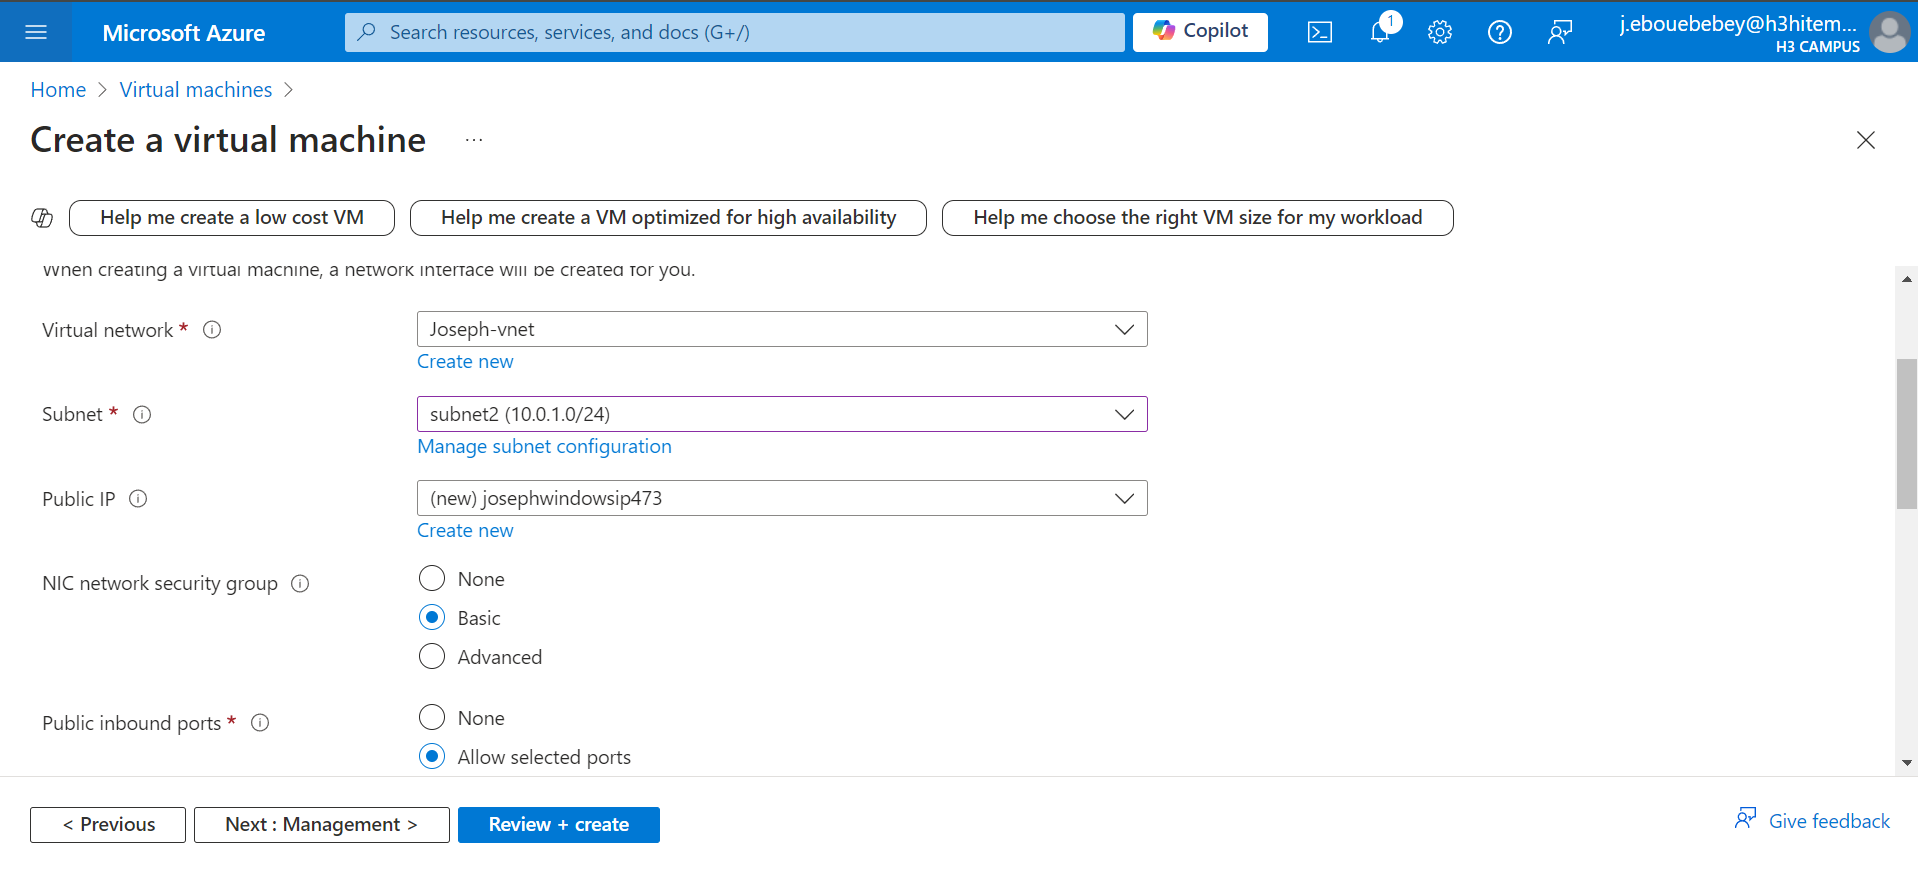 Microsoft Azure
Search resources, services, and docs (G+/)
Copilot
1
j.ebouebebey@h3hitem...
H3 CAMPUS
Home > Virtual machines >
Create a virtual machine ...
Help me create a low cost VM
Help me create a VM optimized for high availability
Help me choose the right VM size for my workload
When creating a virtual machine, a network interface will be created for you.
Virtual network *
Joseph-vnet
Create new
Subnet *
subnet2 (10.0.1.0/24)
Manage subnet configuration
Public IP
(new) josephwindowsip473
Create new
NIC network security group
None
Basic
Advanced
Public inbound ports *
None
Allow selected ports
< Previous
Next : Management >
Review + create
Give feedback